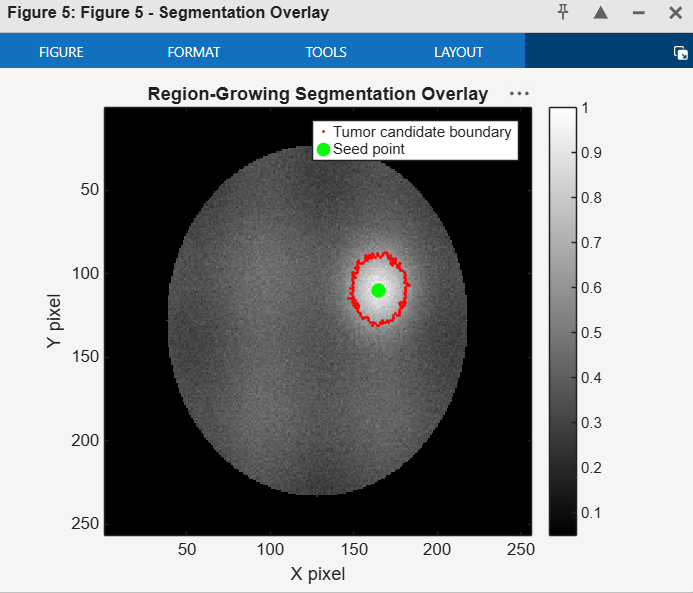 Figure 5: Figure 5 - Segmentation Overlay
FIGURE FORMAT TOOLS LAYOUT
Region-Growing Segmentation Overlay
Tumor candidate boundary
Seed point
Y pixel
50
100
150
200
250
50 100 150 200 250
X pixel
1
0.9
0.8
0.7
0.6
0.5
0.4
0.3
0.2
0.1